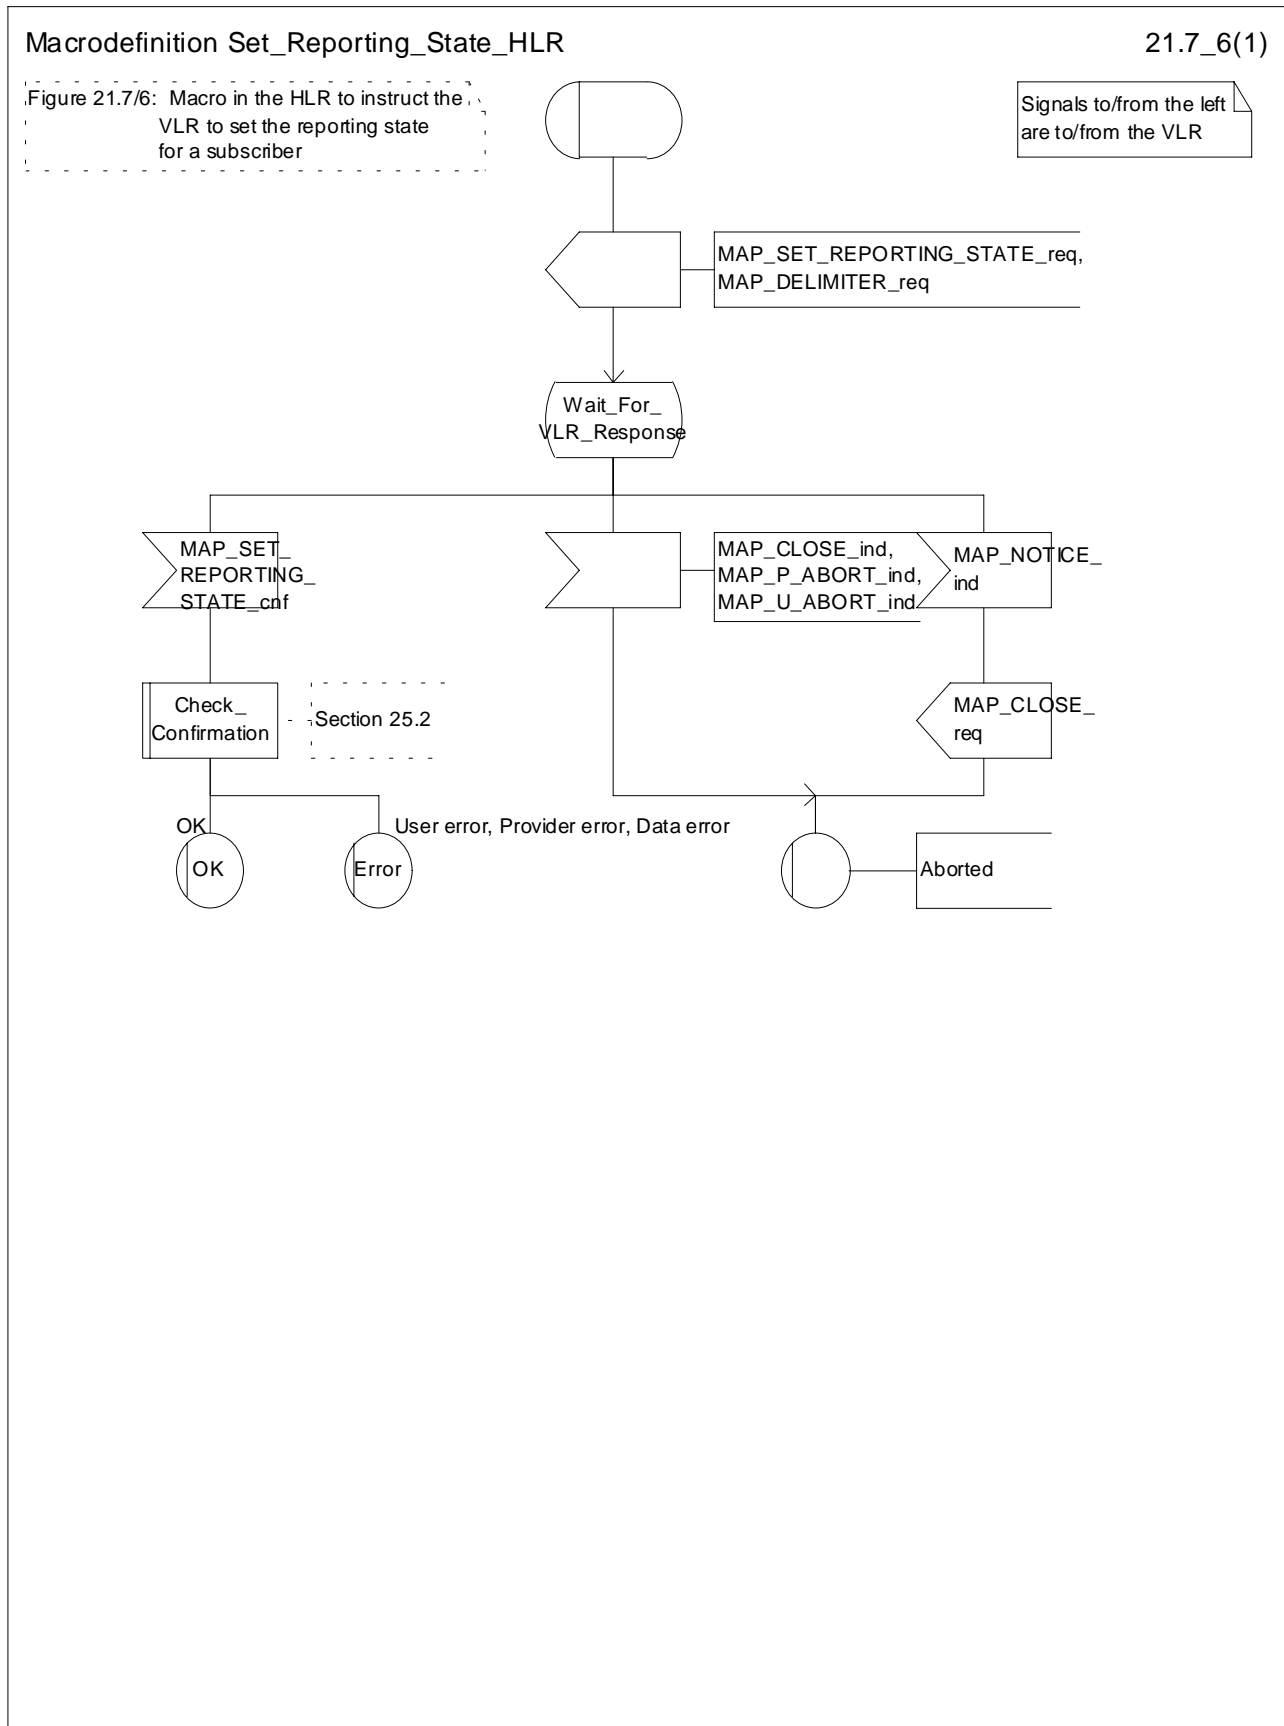 Macrodefinition Set_Reporting_State_HLR
21.7_6(1)
Figure 21.7/6: Macro in the HLR to instruct the
VLR to set the reporting state
for a subscriber
Signals to/from the left
are to/from the VLR
MAP_SET_REPORTING_STATE_req,
MAP_DELIMITER_req
Wait_For_
VLR_Response
MAP_SET_
REPORTING_
STATE_cnf
MAP_CLOSE_ind,
MAP_P_ABORT_ind,
MAP_U_ABORT_ind
MAP_NOTICE_
ind
Check_
Confirmation
Section 25.2
MAP_CLOSE_
req
OK
User error, Provider error, Data error
OK
Error
Aborted